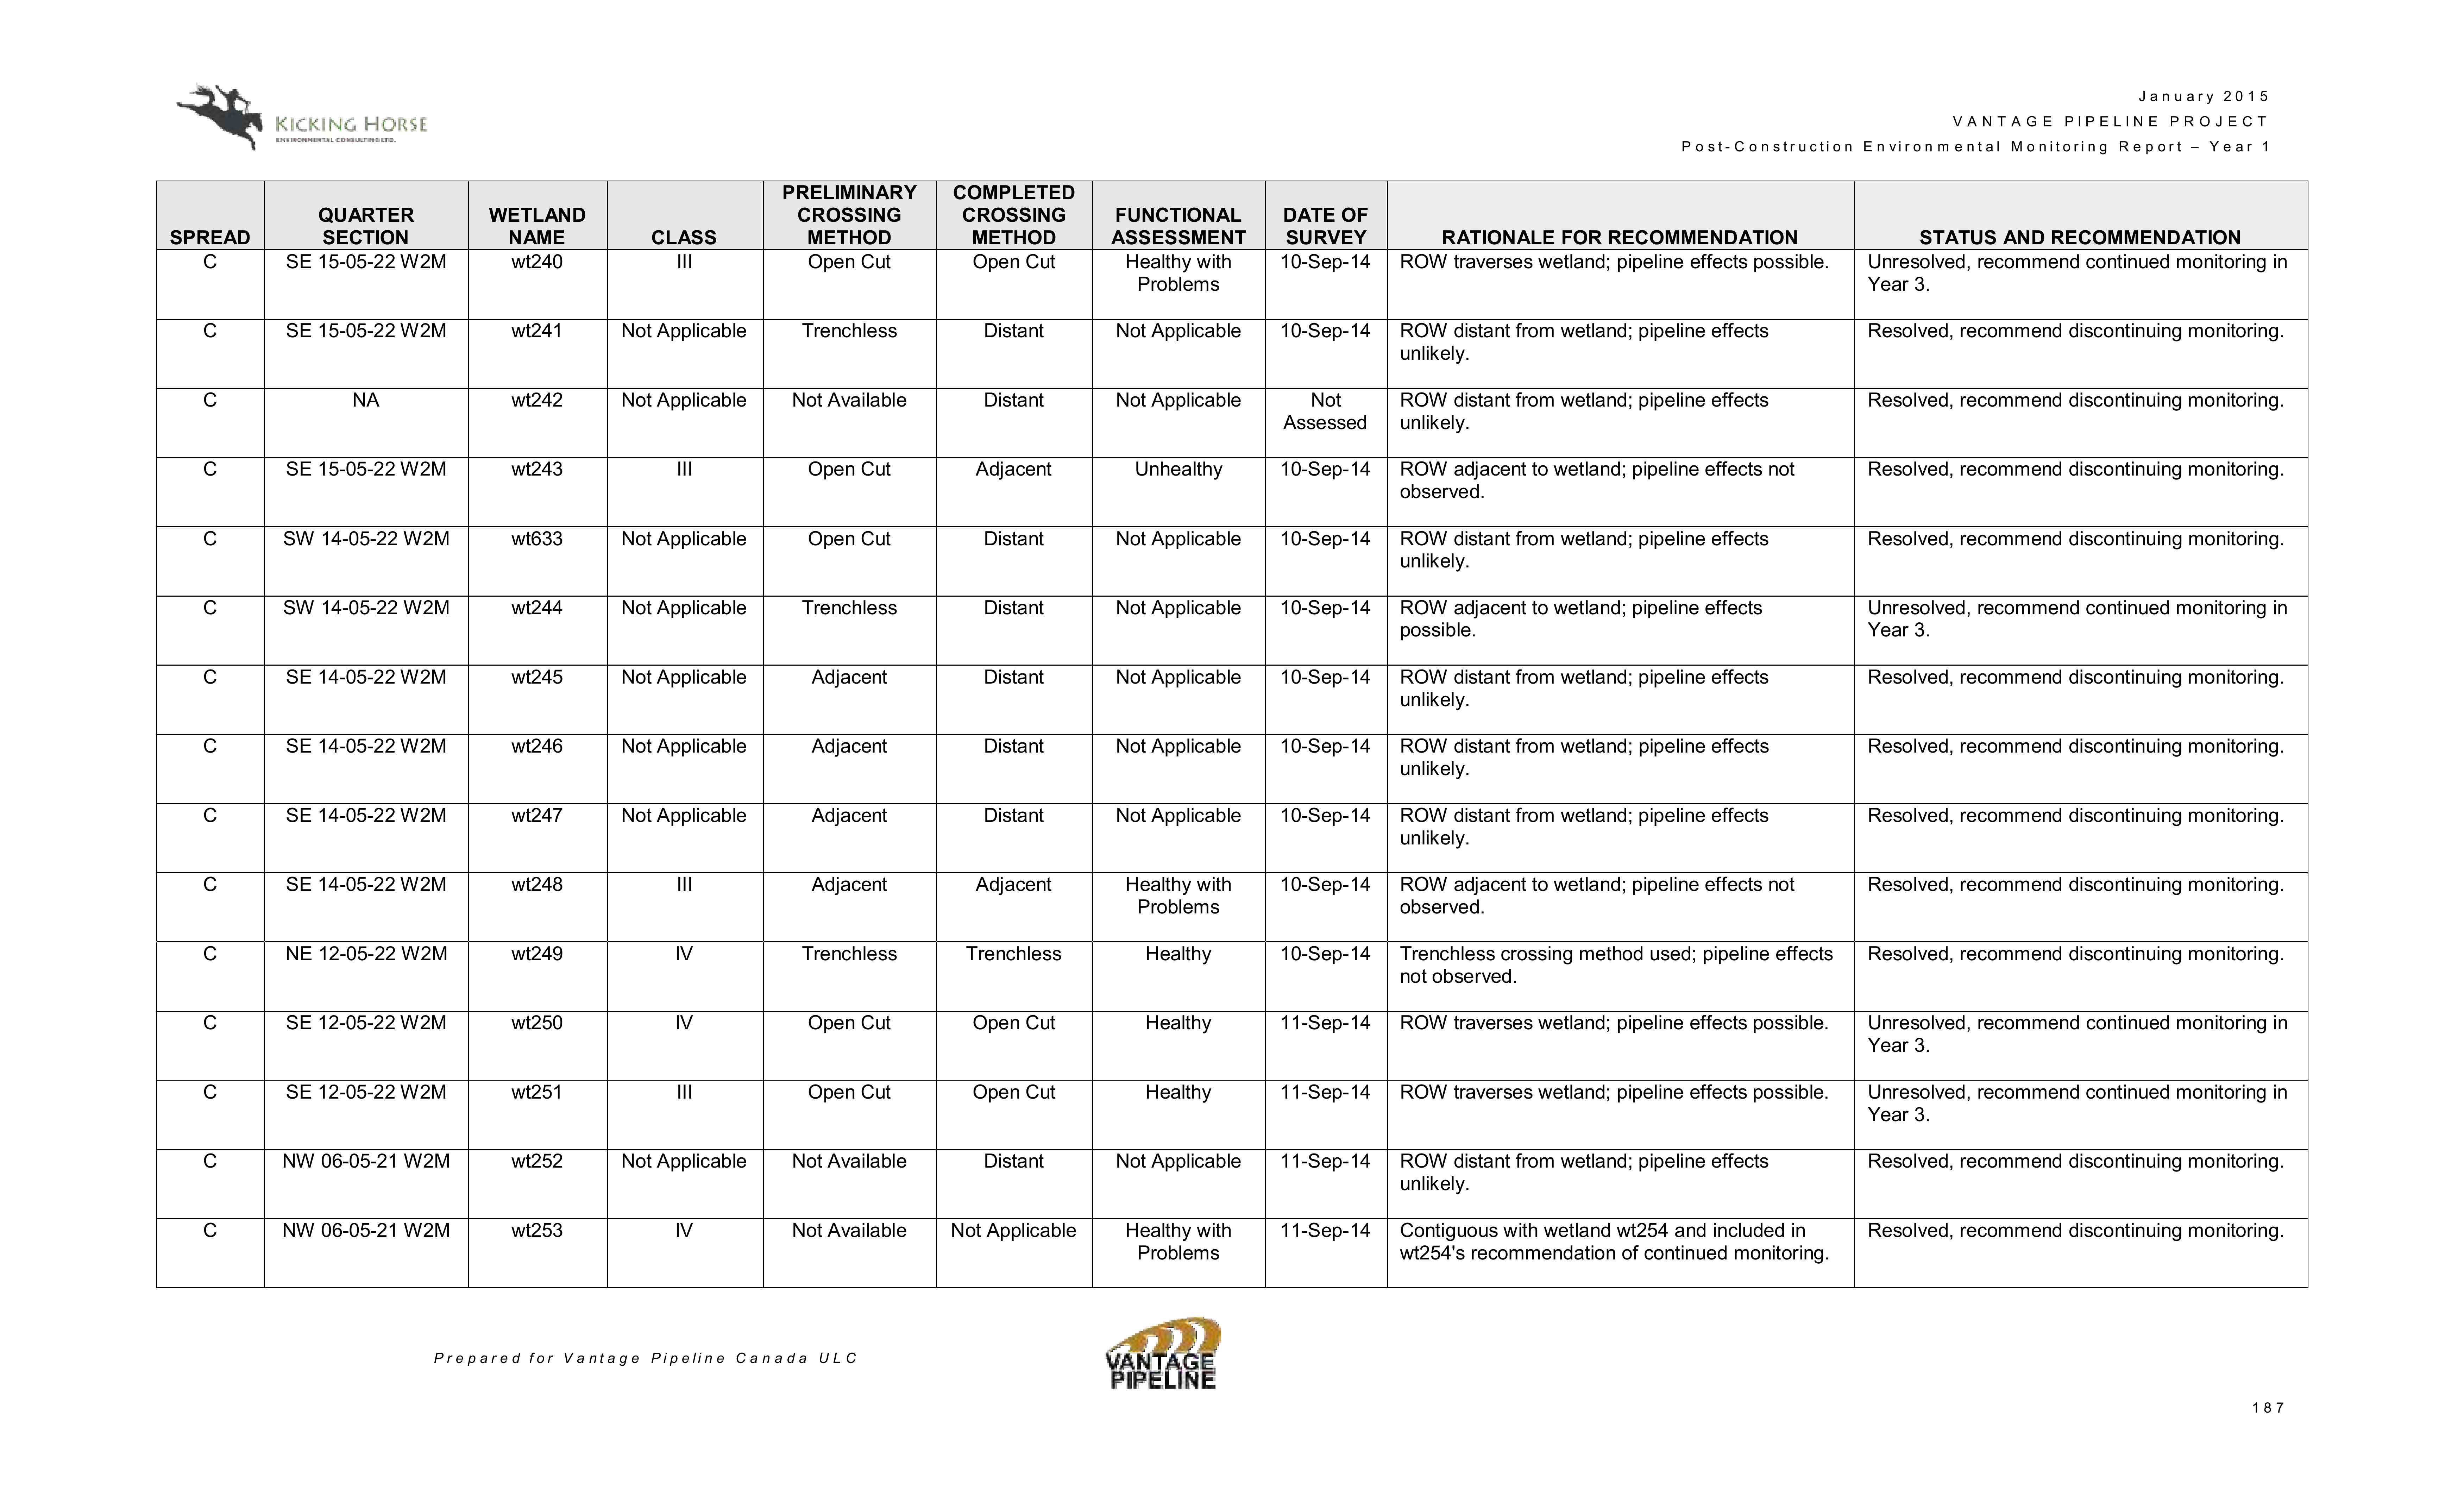 KICKING HORSE
ENVIRONMENTAL CONSULTING LTD.
January 2015
VANTAGE PIPELINE PROJECT
Post-Construction Environmental Monitoring Report – Year 1
SPREAD QUARTER SECTION WETLAND NAME CLASS PRELIMINARY CROSSING METHOD COMPLETED CROSSING METHOD FUNCTIONAL ASSESSMENT DATE OF SURVEY RATIONALE FOR RECOMMENDATION STATUS AND RECOMMENDATION
C SE 15-05-22 W2M wt240 III Open Cut Open Cut Healthy with Problems 10-Sep-14 ROW traverses wetland; pipeline effects possible. Unresolved, recommend continued monitoring in Year 3.
C SE 15-05-22 W2M wt241 Not Applicable Trenchless Distant Not Applicable 10-Sep-14 ROW distant from wetland; pipeline effects unlikely. Resolved, recommend discontinuing monitoring.
C NA wt242 Not Applicable Not Available Distant Not Applicable Not Assessed ROW distant from wetland; pipeline effects unlikely. Resolved, recommend discontinuing monitoring.
C SE 15-05-22 W2M wt243 III Open Cut Adjacent Unhealthy 10-Sep-14 ROW adjacent to wetland; pipeline effects not observed. Resolved, recommend discontinuing monitoring.
C SW 14-05-22 W2M wt633 Not Applicable Open Cut Distant Not Applicable 10-Sep-14 ROW distant from wetland; pipeline effects unlikely. Resolved, recommend discontinuing monitoring.
C SW 14-05-22 W2M wt244 Not Applicable Trenchless Distant Not Applicable 10-Sep-14 ROW adjacent to wetland; pipeline effects possible. Unresolved, recommend continued monitoring in Year 3.
C SE 14-05-22 W2M wt245 Not Applicable Adjacent Distant Not Applicable 10-Sep-14 ROW distant from wetland; pipeline effects unlikely. Resolved, recommend discontinuing monitoring.
C SE 14-05-22 W2M wt246 Not Applicable Adjacent Distant Not Applicable 10-Sep-14 ROW distant from wetland; pipeline effects unlikely. Resolved, recommend discontinuing monitoring.
C SE 14-05-22 W2M wt247 Not Applicable Adjacent Distant Not Applicable 10-Sep-14 ROW distant from wetland; pipeline effects unlikely. Resolved, recommend discontinuing monitoring.
C SE 14-05-22 W2M wt248 III Adjacent Adjacent Healthy with Problems 10-Sep-14 ROW adjacent to wetland; pipeline effects not observed. Resolved, recommend discontinuing monitoring.
C NE 12-05-22 W2M wt249 IV Trenchless Trenchless Healthy 10-Sep-14 Trenchless crossing method used; pipeline effects not observed. Resolved, recommend discontinuing monitoring.
C SE 12-05-22 W2M wt250 IV Open Cut Open Cut Healthy 11-Sep-14 ROW traverses wetland; pipeline effects possible. Unresolved, recommend continued monitoring in Year 3.
C SE 12-05-22 W2M wt251 III Open Cut Open Cut Healthy 11-Sep-14 ROW traverses wetland; pipeline effects possible. Unresolved, recommend continued monitoring in Year 3.
C NW 06-05-21 W2M wt252 Not Applicable Not Available Distant Not Applicable 11-Sep-14 ROW distant from wetland; pipeline effects unlikely. Resolved, recommend discontinuing monitoring.
C NW 06-05-21 W2M wt253 IV Not Available Not Applicable Healthy with Problems 11-Sep-14 Contiguous with wetland wt254 and included in wt254's recommendation of continued monitoring. Resolved, recommend discontinuing monitoring.
Prepared for Vantage Pipeline Canada ULC
VANTAGE
PIPELINE
187